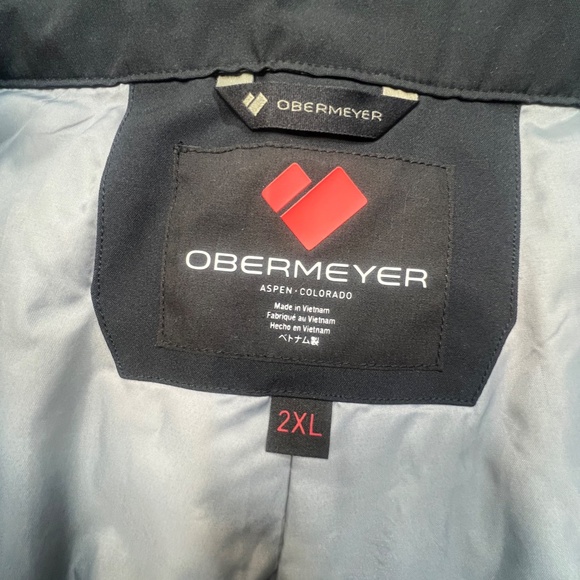 OBERMEYER
OBERMEYER
ASPEN · COLORADO
Made in Vietnam
Fabriqué au Vietnam
Hecho en Vietnam
ベトナム製
2XL